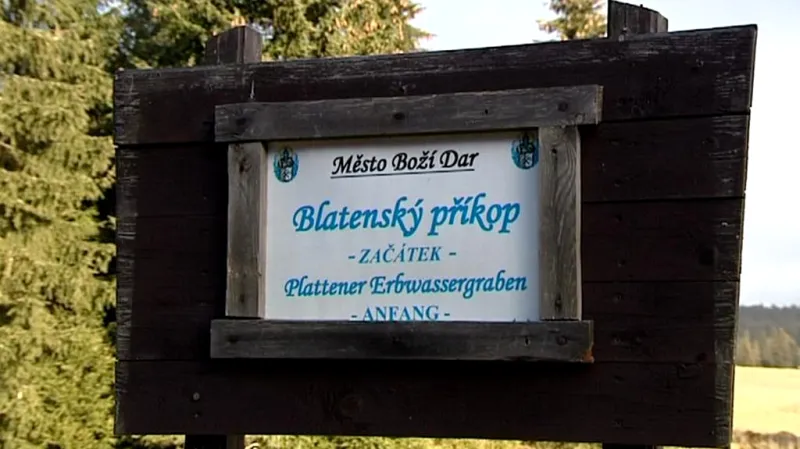 Město Boží Dar
Blatenský příkop
- ZAČÁTEK -
Plattener Erbwassergraben
- ANFANG -